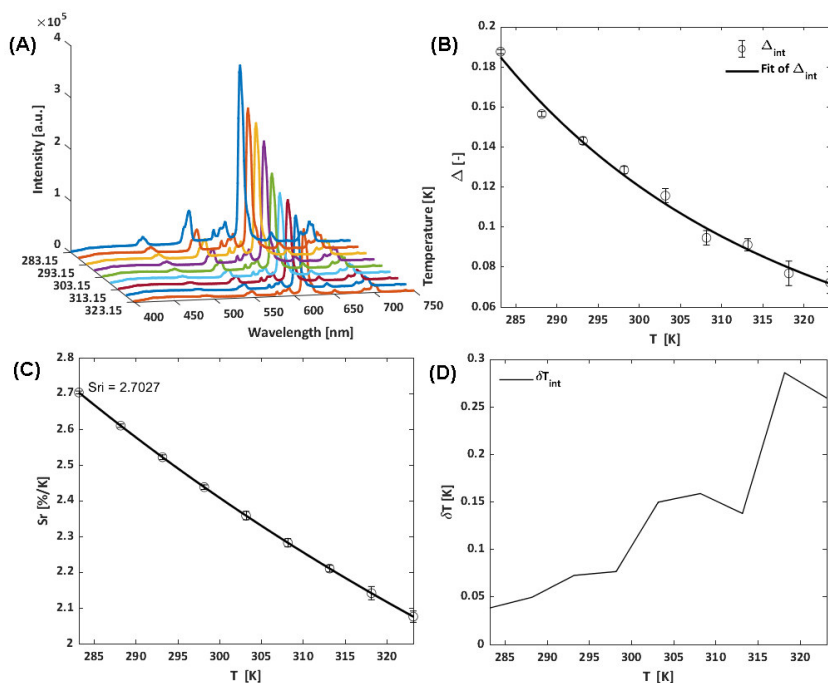 (A)
×10⁵
4
3
2
1
0
Intensity [a.u.]
283.15
293.15
303.15
313.15
323.15
400
450
500
550
600
650
700
750
Wavelength [nm]
Temperature [K]
(B)
0.2
0.18
0.16
0.14
0.12
0.1
0.08
0.06
Δ [-]
Δint
Fit of Δint
285 290 295 300 305 310 315 320
T [K]
(C)
2.8
2.7
2.6
2.5
2.4
2.3
2.2
2.1
2
Sr [%/K]
Sri = 2.7027
285 290 295 300 305 310 315 320
T [K]
(D)
0.3
0.25
0.2
0.15
0.1
0.05
0
δT [K]
δTint
285 290 295 300 305 310 315 320
T [K]